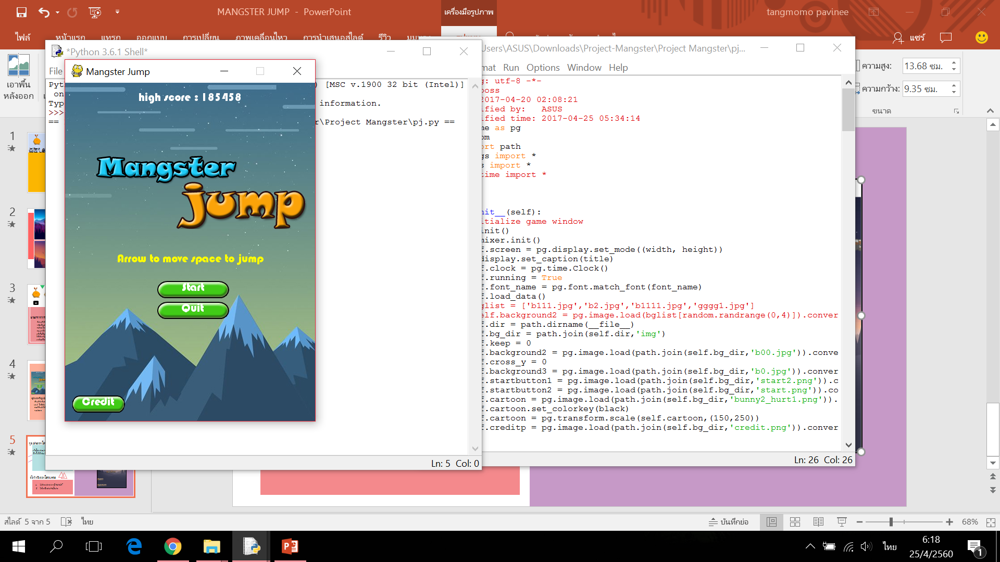 MANGSTER JUMP - PowerPoint
เครื่องมือรูปภาพ
tangmomo pavinee
ไฟล์ หน้าแรก แทรก ออกแบบ การเปลี่ยน ภาพเคลื่อนไหว การนำเสนอสไลด์ รีวิว
แชร์
เอาพื้น
หลังออก
ความสูง: 13.68 ซม.
ความกว้าง: 9.35 ซม.
ขนาด
*Python 3.6.1 Shell*
File
) [MSC v.1900 32 bit (Intel)]
on
information.
>>>
== r\Project Mangster\pj.py ==
Ln: 5 Col: 0
Mangster Jump
high score : 185458
Mangster
jump
Arrow to move space to jump
Start
Quit
Credit
Users\ASUS\Downloads\Project-Mangster\Project Mangster\pj...
mat Run Options Window Help
g: utf-8 -*-
boss
2017-04-20 02:08:21
ified by: ASUS
ified time: 2017-04-25 05:34:14
me as pg
om
ort path
gs import *
s import *
time import *
nit__(self):
itialize game window
init()
mixer.init()
f.screen = pg.display.set_mode((width, height))
display.set_caption(title)
f.clock = pg.time.Clock()
f.running = True
f.font_name = pg.font.match_font(font_name)
f.load_data()
glist = ['b111.jpg','b2.jpg','b1111.jpg','gggg1.jpg']
elf.background2 = pg.image.load(bglist[random.randrange(0,4)]).conver
f.dir = path.dirname(__file__)
f.bg_dir = path.join(self.dir,'img')
f.keep = 0
f.background2 = pg.image.load(path.join(self.bg_dir,'b00.jpg')).conve
f.cross_y = 0
f.background3 = pg.image.load(path.join(self.bg_dir,'b0.jpg')).conver
f.startbutton1 = pg.image.load(path.join(self.bg_dir,'start2.png')).c
f.startbutton2 = pg.image.load(path.join(self.bg_dir,'start.png')).co
f.cartoon = pg.image.load(path.join(self.bg_dir,'bunny2_hurt1.png')).
f.cartoon.set_colorkey(black)
f.cartoon = pg.transform.scale(self.cartoon,(150,250))
f.creditp = pg.image.load(path.join(self.bg_dir,'credit.png')).conver
Ln: 26 Col: 26
1
2
3
4
5
สไลด์ 5 จาก 5 ไทย
บันทึกย่อ
68%
ไทย
6:18
25/4/2560
1